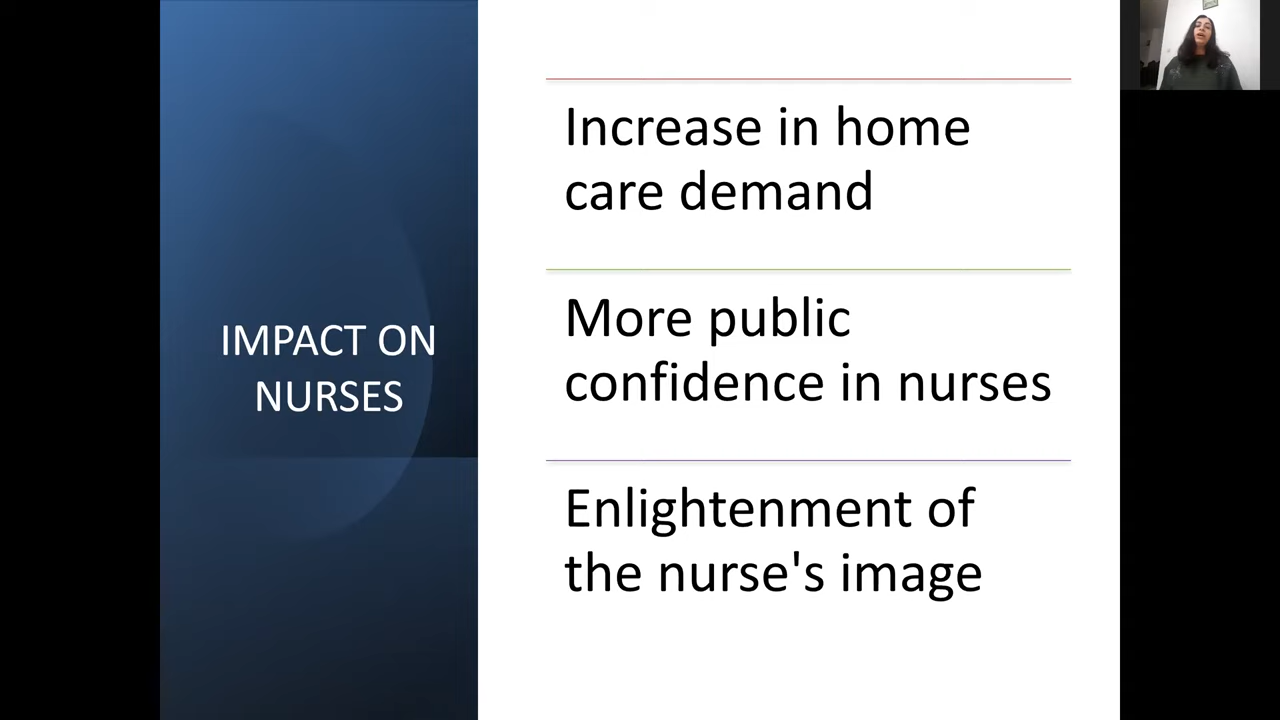 IMPACT ON
NURSES
Increase in home
care demand
More public
confidence in nurses
Enlightenment of
the nurse's image